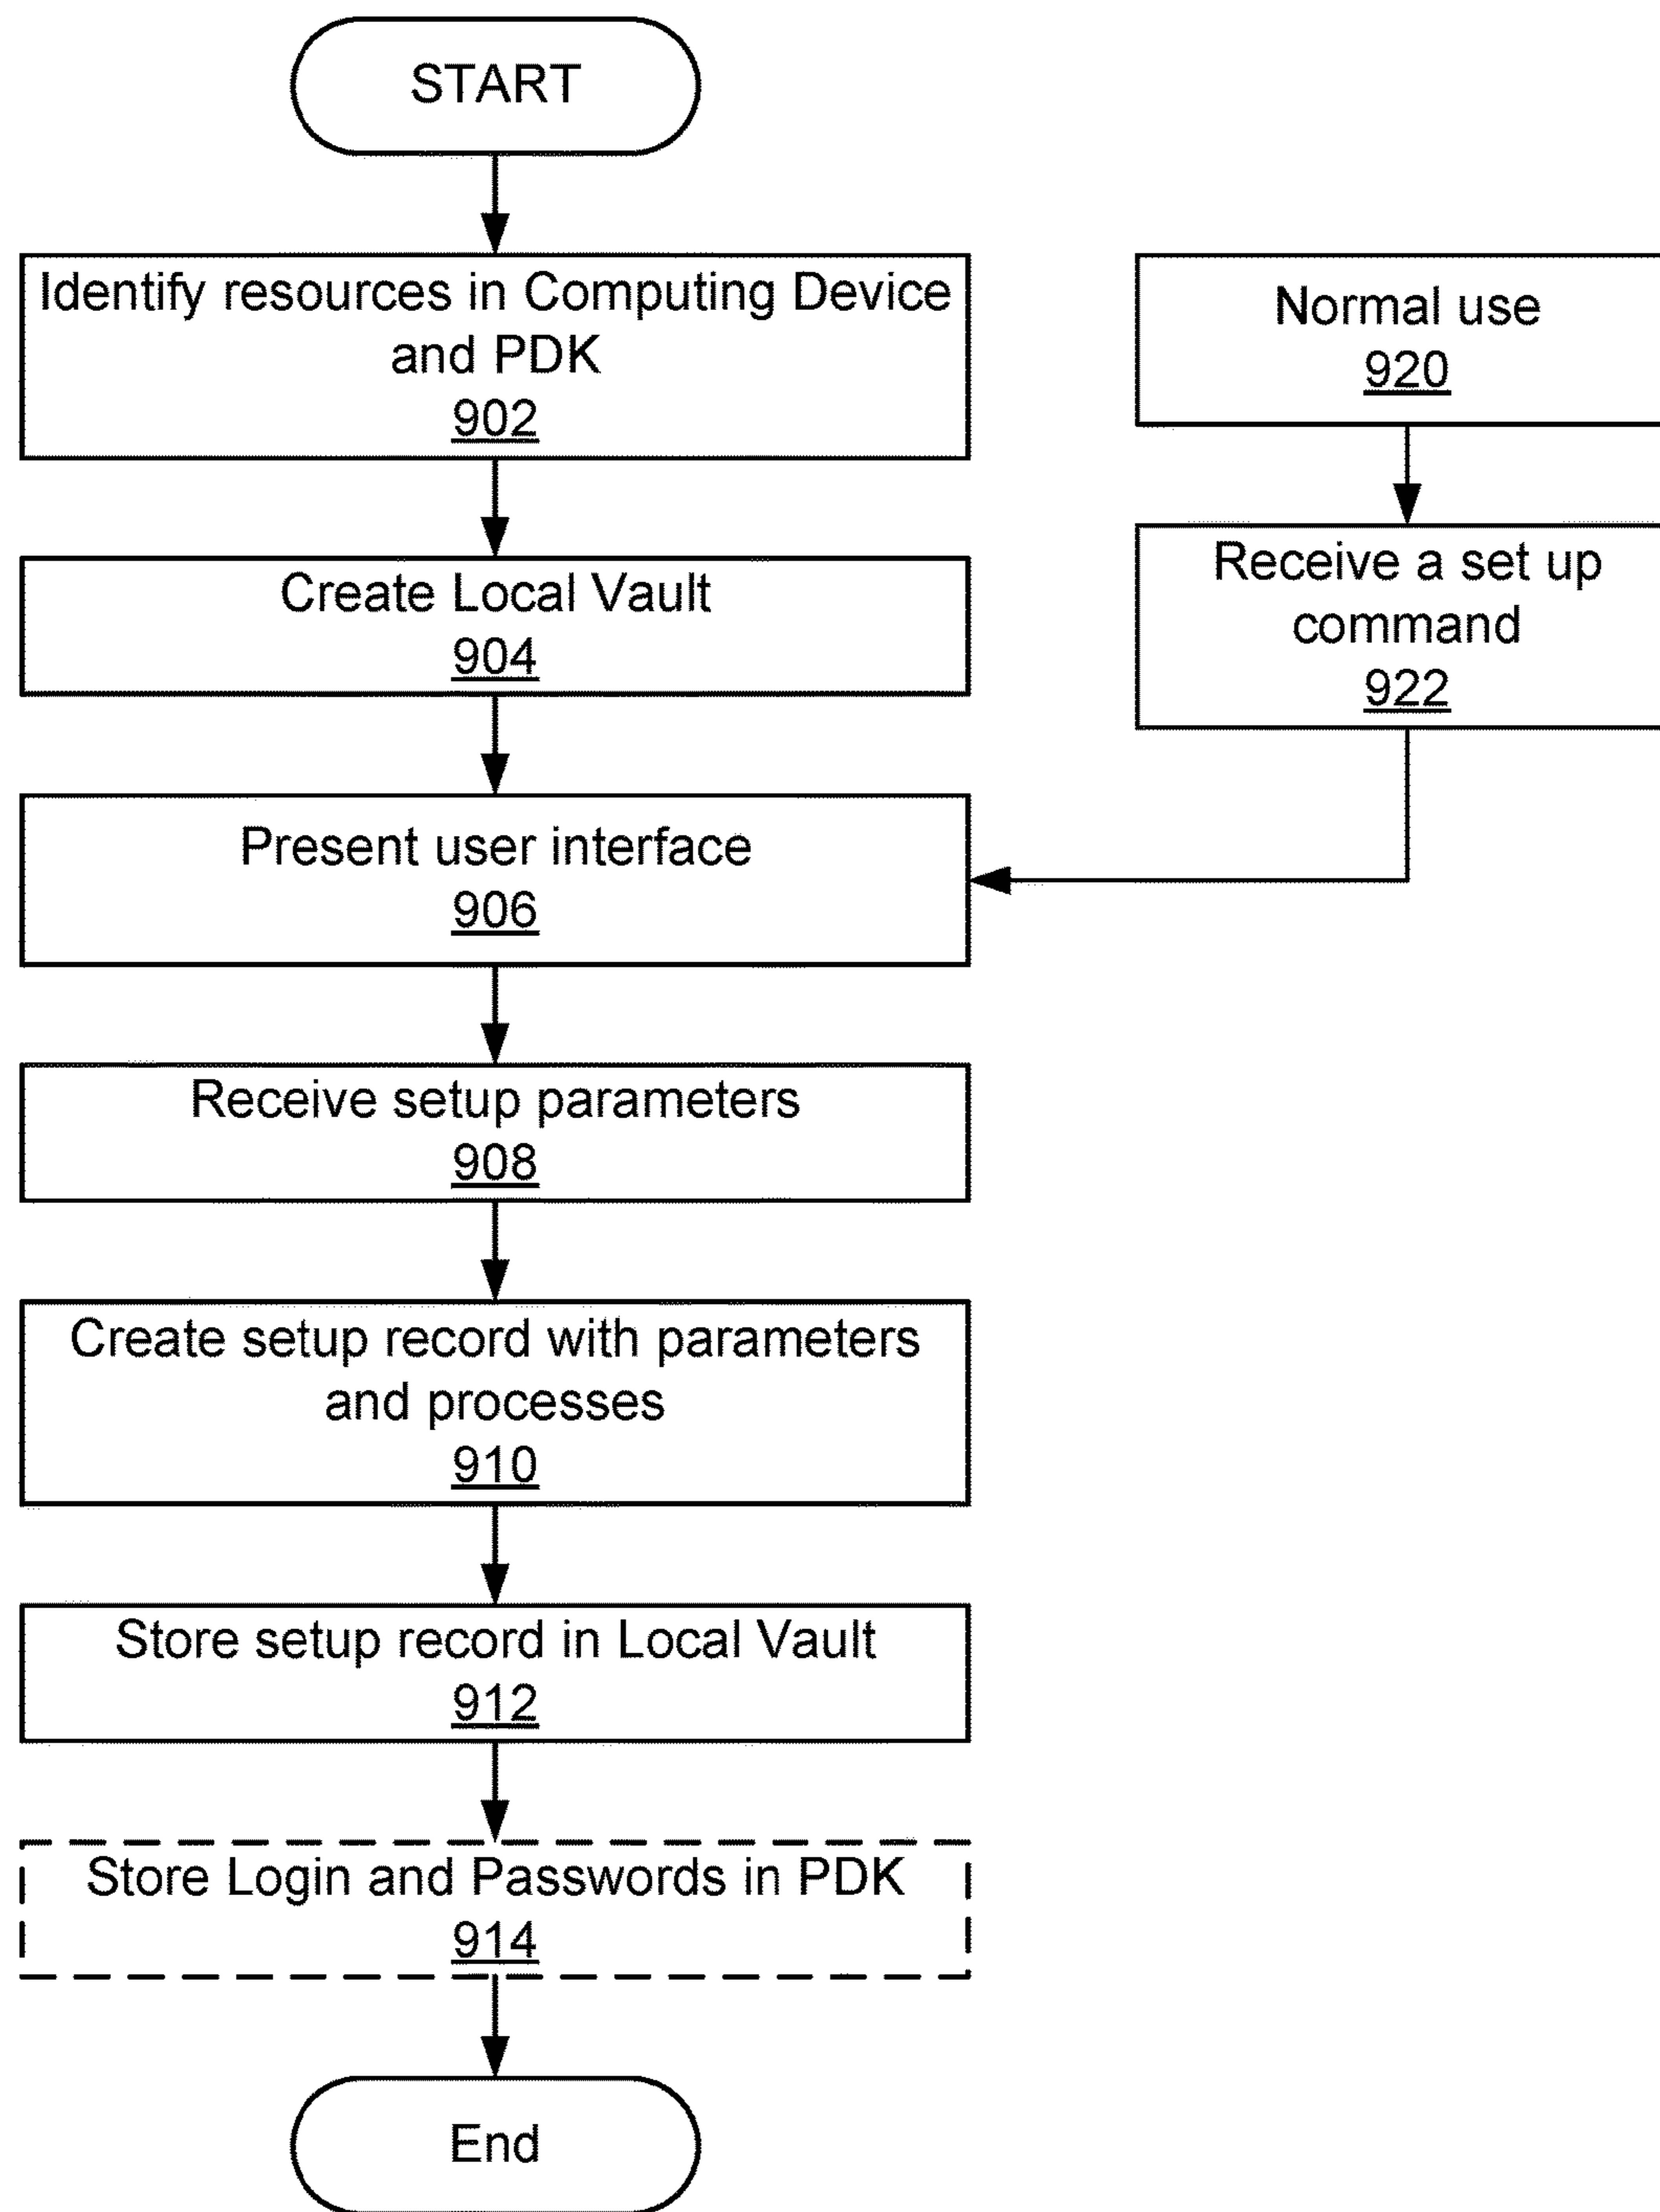 START
Identify resources in Computing Device
and PDK
902
Create Local Vault
904
Present user interface
906
Receive setup parameters
908
Create setup record with parameters
and processes
910
Store setup record in Local Vault
912
Store Login and Passwords in PDK
914
End
Normal use
920
Receive a set up
command
922